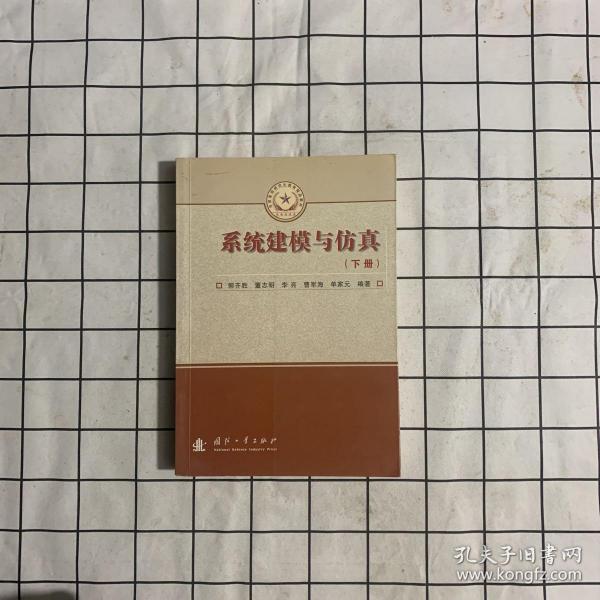 系统建模与仿真
（下册）
郭齐胜 董志明 李亮 曹军海 单家元 编著
国防工业出版社
National Defense Industry Press
孔夫子旧书网
www.kongfz.com